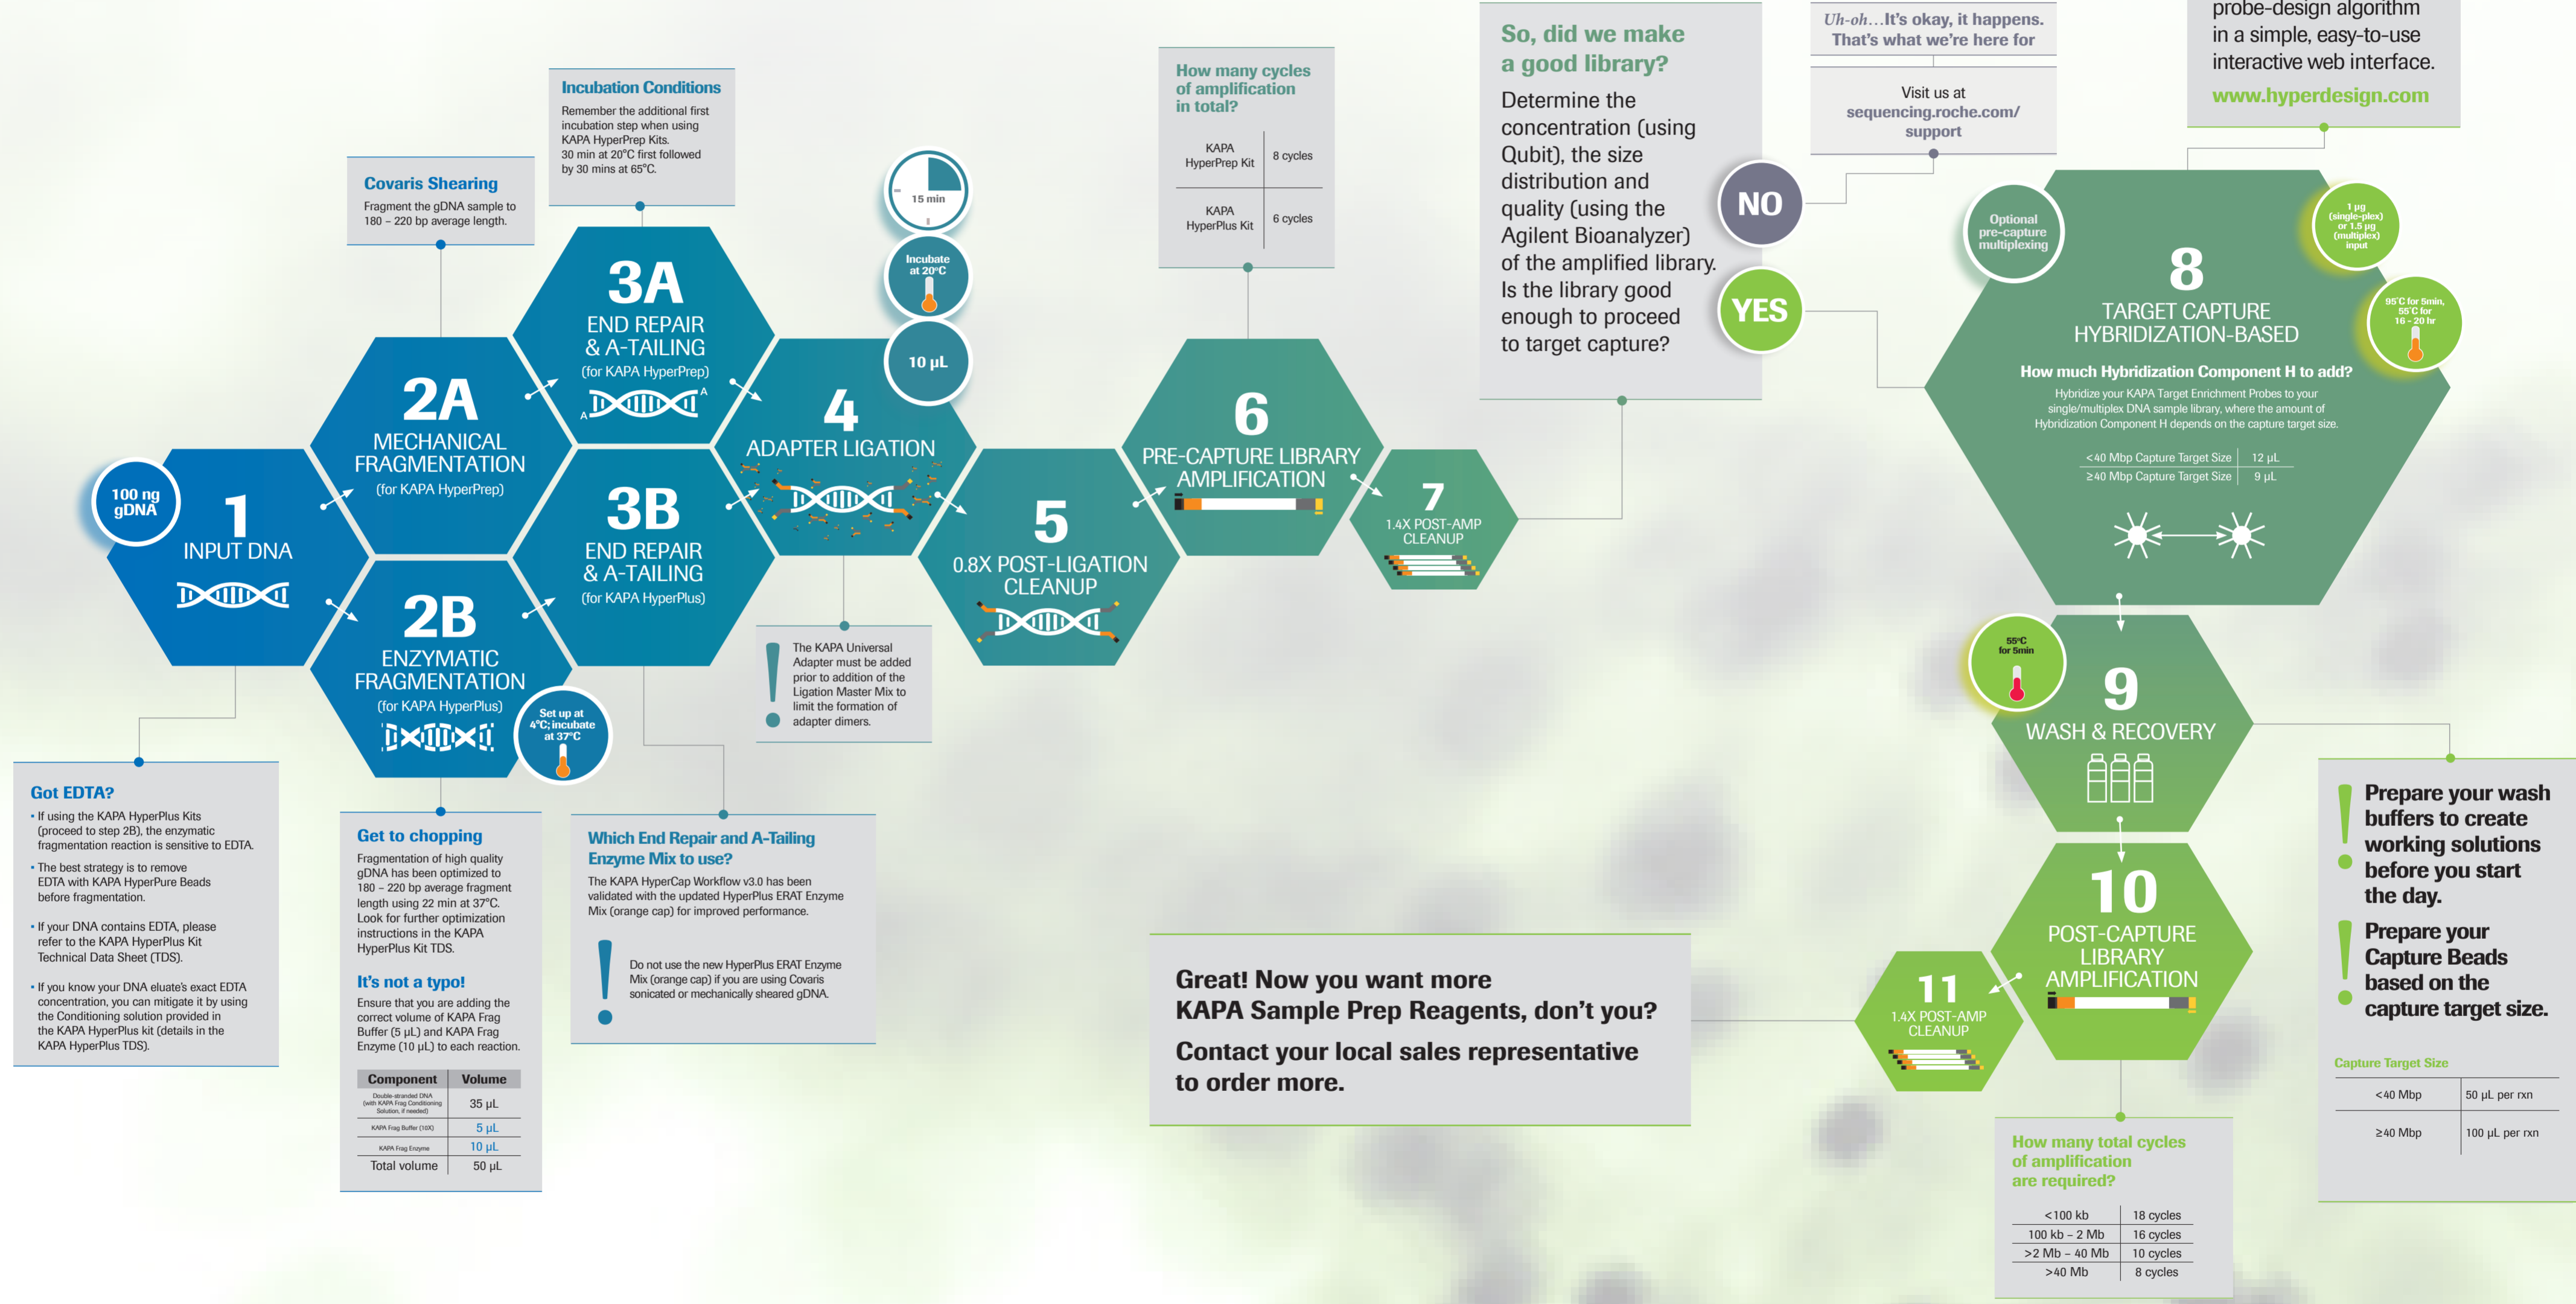 100 ng
gDNA
1
INPUT DNA
Got EDTA?
▪ If using the KAPA HyperPlus Kits
(proceed to step 2B), the enzymatic
fragmentation reaction is sensitive to EDTA.
▪ The best strategy is to remove
EDTA with KAPA HyperPure Beads
before fragmentation.
▪ If your DNA contains EDTA, please
refer to the KAPA HyperPlus Kit
Technical Data Sheet (TDS).
▪ If you know your DNA eluate's exact EDTA
concentration, you can mitigate it by using
the Conditioning solution provided in
the KAPA HyperPlus kit (details in the
KAPA HyperPlus TDS).
Covaris Shearing
Fragment the gDNA sample to
180 – 220 bp average length.
2A
MECHANICAL
FRAGMENTATION
(for KAPA HyperPrep)
2B
ENZYMATIC
FRAGMENTATION
(for KAPA HyperPlus)
Set up at
4°C; incubate
at 37°C
Get to chopping
Fragmentation of high quality
gDNA has been optimized to
180 – 220 bp average fragment
length using 22 min at 37°C.
Look for further optimization
instructions in the KAPA
HyperPlus Kit TDS.
It's not a typo!
Ensure that you are adding the
correct volume of KAPA Frag
Buffer (5 µL) and KAPA Frag
Enzyme (10 µL) to each reaction.
Component Volume
Double-stranded DNA
(with KAPA Frag Conditioning
Solution, if needed)
35 µL
KAPA Frag Buffer (10X) 5 µL
KAPA Frag Enzyme 10 µL
Total volume 50 µL
Incubation Conditions
Remember the additional first
incubation step when using
KAPA HyperPrep Kits.
30 min at 20°C first followed
by 30 mins at 65°C.
3A
END REPAIR
& A-TAILING
(for KAPA HyperPrep)
A
A
3B
END REPAIR
& A-TAILING
(for KAPA HyperPlus)
Which End Repair and A-Tailing
Enzyme Mix to use?
The KAPA HyperCap Workflow v3.0 has been
validated with the updated HyperPlus ERAT Enzyme
Mix (orange cap) for improved performance.
!
Do not use the new HyperPlus ERAT Enzyme
Mix (orange cap) if you are using Covaris
sonicated or mechanically sheared gDNA.
15 min
Incubate
at 20°C
10 µL
4
ADAPTER LIGATION
!
The KAPA Universal
Adapter must be added
prior to addition of the
Ligation Master Mix to
limit the formation of
adapter dimers.
5
0.8X POST-LIGATION
CLEANUP
How many cycles
of amplification
in total?
KAPA
HyperPrep Kit
8 cycles
KAPA
HyperPlus Kit
6 cycles
6
PRE-CAPTURE LIBRARY
AMPLIFICATION
7
1.4X POST-AMP
CLEANUP
So, did we make
a good library?
Determine the
concentration (using
Qubit), the size
distribution and
quality (using the
Agilent Bioanalyzer)
of the amplified library.
Is the library good
enough to proceed
to target capture?
NO
YES
Uh-oh...It's okay, it happens.
That's what we're here for
Visit us at
sequencing.roche.com/
support
probe-design algorithm
in a simple, easy-to-use
interactive web interface.
www.hyperdesign.com
Optional
pre-capture
multiplexing
1 µg
(single-plex)
or 1.5 µg
(multiplex)
input
95°C for 5min,
55°C for
16 - 20 hr
8
TARGET CAPTURE
HYBRIDIZATION-BASED
How much Hybridization Component H to add?
Hybridize your KAPA Target Enrichment Probes to your
single/multiplex DNA sample library, where the amount of
Hybridization Component H depends on the capture target size.
<40 Mbp Capture Target Size 12 µL
≥40 Mbp Capture Target Size 9 µL
55°C
for 5min
9
WASH & RECOVERY
!
Prepare your wash
buffers to create
working solutions
before you start
the day.
!
Prepare your
Capture Beads
based on the
capture target size.
Capture Target Size
<40 Mbp 50 µL per rxn
≥40 Mbp 100 µL per rxn
10
POST-CAPTURE
LIBRARY
AMPLIFICATION
How many total cycles
of amplification
are required?
<100 kb 18 cycles
100 kb – 2 Mb 16 cycles
>2 Mb – 40 Mb 10 cycles
>40 Mb 8 cycles
11
1.4X POST-AMP
CLEANUP
Great! Now you want more
KAPA Sample Prep Reagents, don't you?
Contact your local sales representative
to order more.